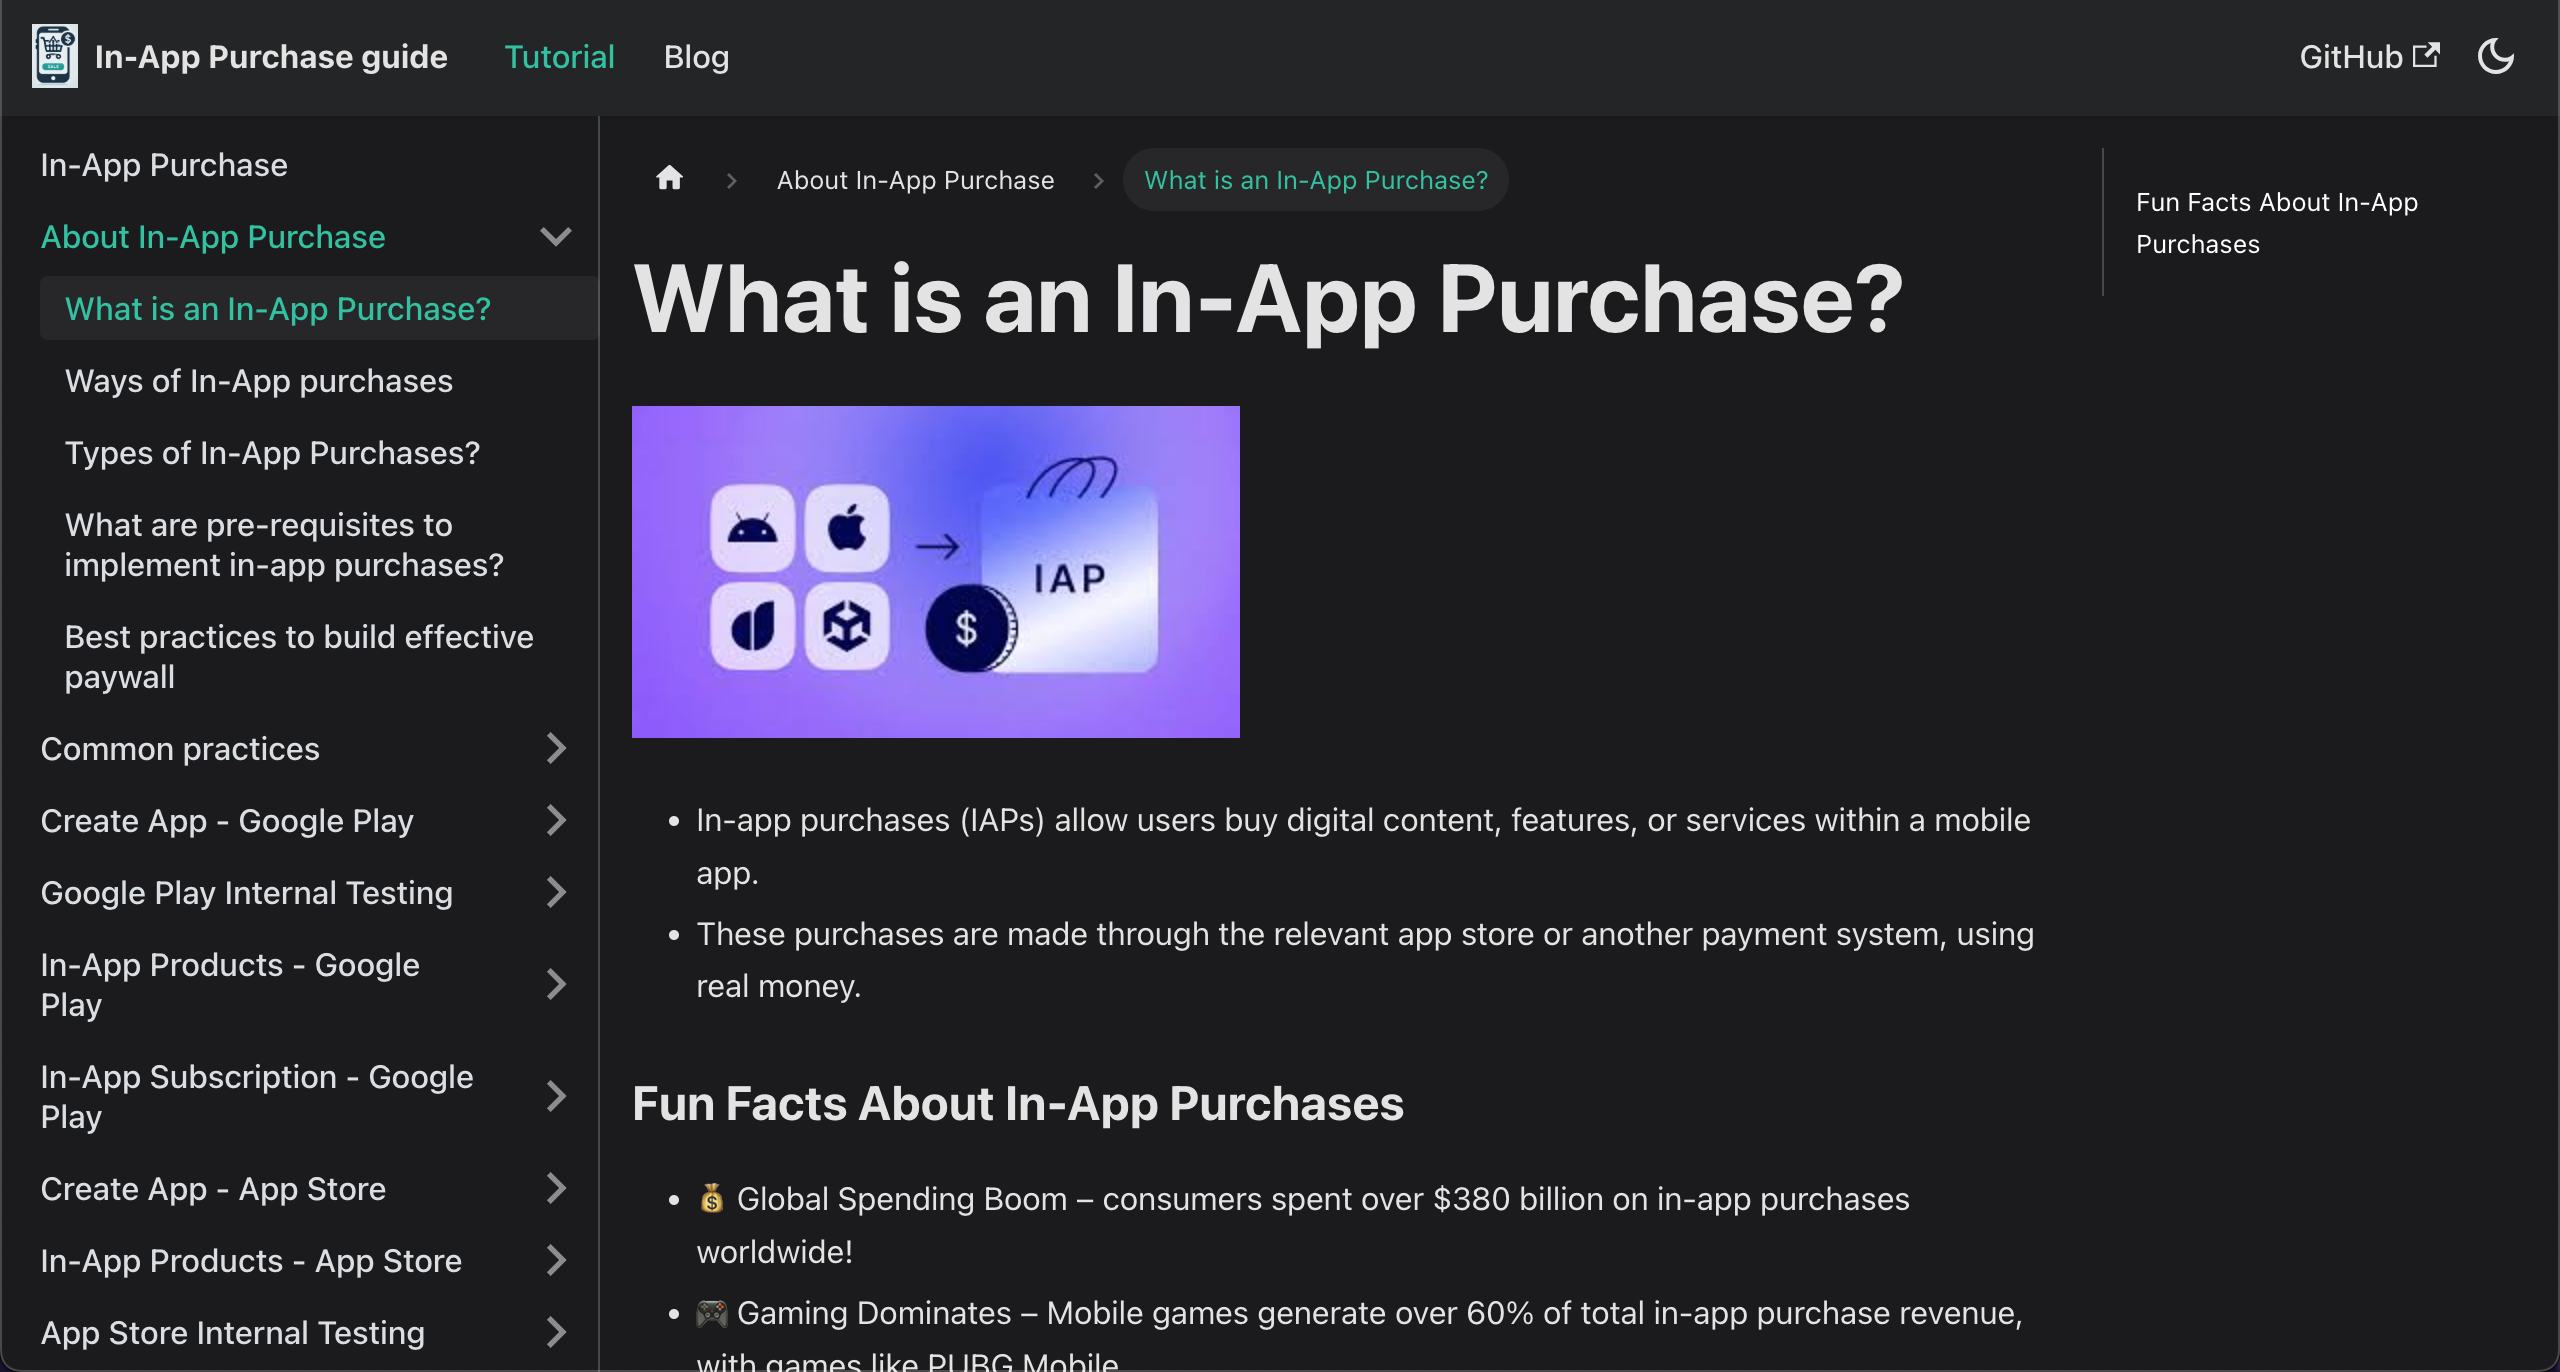 In-App Purchase guide
Tutorial
Blog
GitHub
In-App Purchase
About In-App Purchase
What is an In-App Purchase?
Ways of In-App purchases
Types of In-App Purchases?
What are pre-requisites to
implement in-app purchases?
Best practices to build effective
paywall
Common practices
Create App - Google Play
Google Play Internal Testing
In-App Products - Google
Play
In-App Subscription - Google
Play
Create App - App Store
In-App Products - App Store
App Store Internal Testing
About In-App Purchase
What is an In-App Purchase?
What is an In-App Purchase?
IAP
$
In-app purchases (IAPs) allow users buy digital content, features, or services within a mobile
app.
These purchases are made through the relevant app store or another payment system, using
real money.
Fun Facts About In-App Purchases
💰 Global Spending Boom – consumers spent over $380 billion on in-app purchases
worldwide!
🎮 Gaming Dominates – Mobile games generate over 60% of total in-app purchase revenue,
with games like PUBG Mobile
Fun Facts About In-App
Purchases